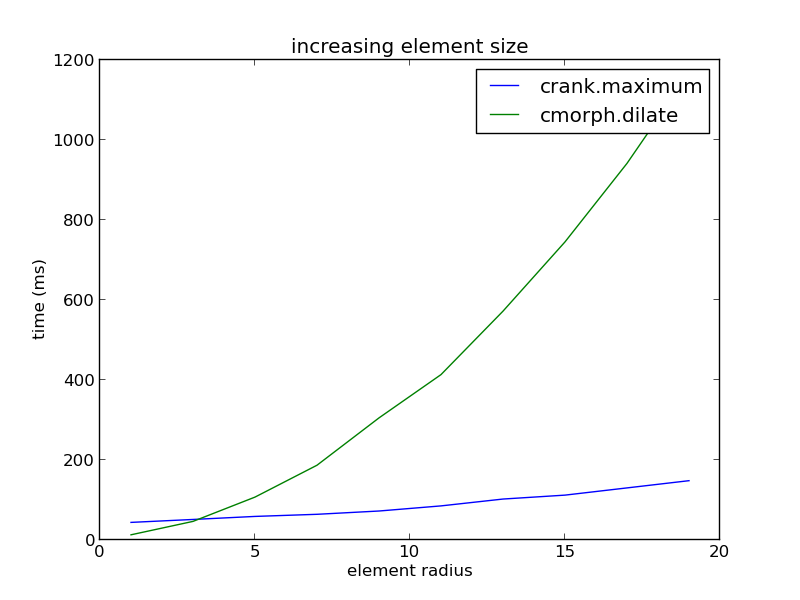 increasing element size
crank.maximum
cmorph.dilate
1200
1000
800
600
400
200
0
time (ms)
0 5 10 15 20
element radius